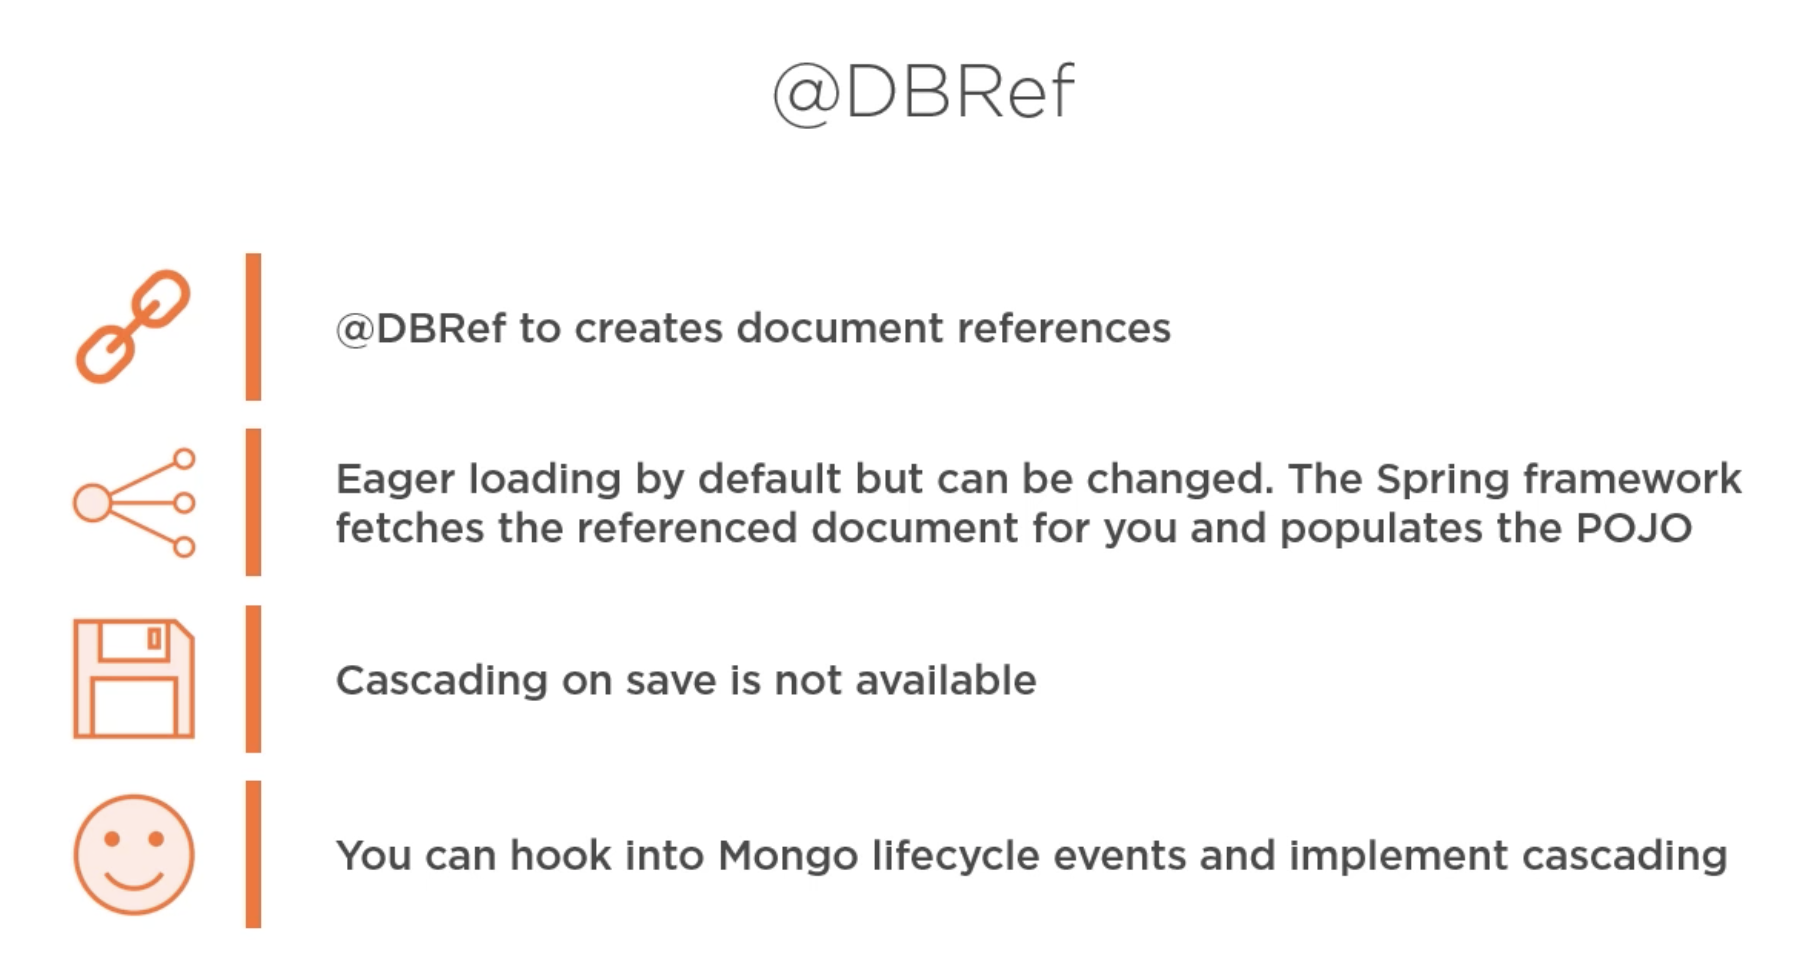 @DBRef
@DBRef to creates document references
Eager loading by default but can be changed. The Spring framework
fetches the referenced document for you and populates the POJO
Cascading on save is not available
You can hook into Mongo lifecycle events and implement cascading